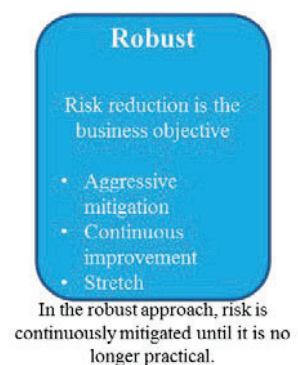 Robust
Risk reduction is the
business objective
• Aggressive
mitigation
• Continuous
improvement
• Stretch
In the robust approach, risk is
continuously mitigated until it is no
longer practical.